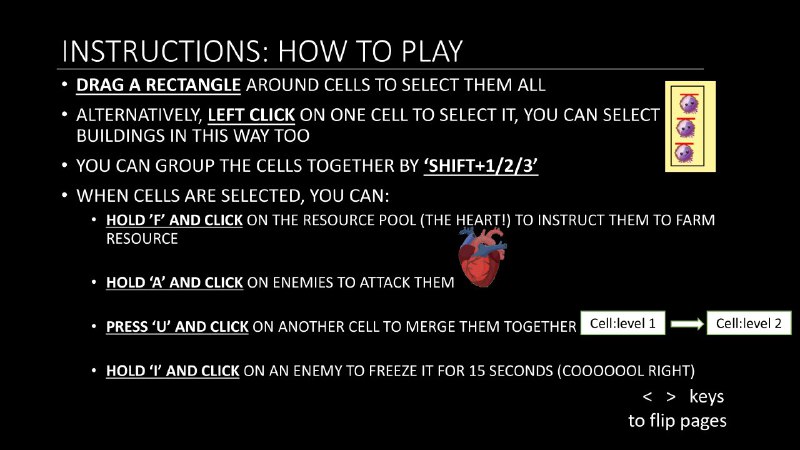 INSTRUCTIONS: HOW TO PLAY
• DRAG A RECTANGLE AROUND CELLS TO SELECT THEM ALL
• ALTERNATIVELY, LEFT CLICK ON ONE CELL TO SELECT IT, YOU CAN SELECT
BUILDINGS IN THIS WAY TOO
• YOU CAN GROUP THE CELLS TOGETHER BY ‘SHIFT+1/2/3’
• WHEN CELLS ARE SELECTED, YOU CAN:
• HOLD ’F’ AND CLICK ON THE RESOURCE POOL (THE HEART!) TO INSTRUCT THEM TO FARM
RESOURCE
• HOLD ‘A’ AND CLICK ON ENEMIES TO ATTACK THEM
• PRESS ‘U’ AND CLICK ON ANOTHER CELL TO MERGE THEM TOGETHER
Cell:level 1
Cell:level 2
• HOLD ‘I’ AND CLICK ON AN ENEMY TO FREEZE IT FOR 15 SECONDS (COOOOOOL RIGHT)
< > keys
to flip pages